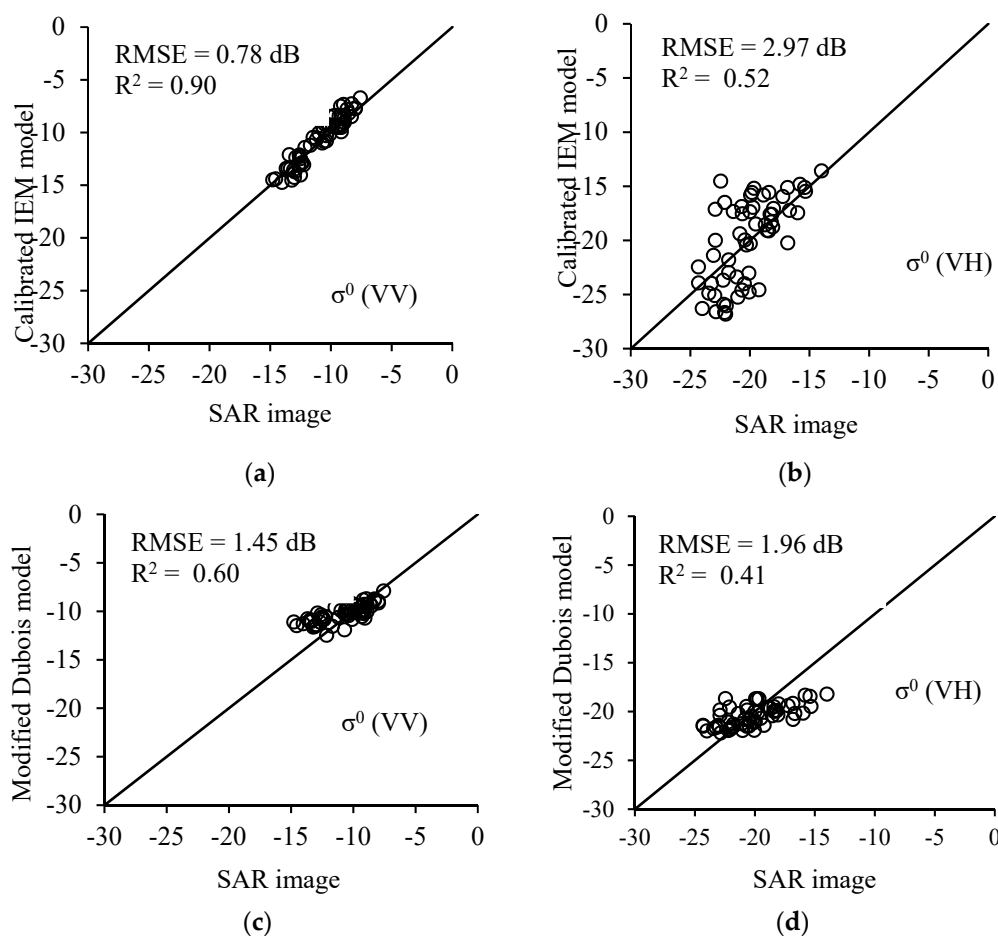 0
-5
-10
-15
-20
-25
-30
-30 -25 -20 -15 -10 -5 0
RMSE = 0.78 dB
R² = 0.90
σ⁰ (VV)
Calibrated IEM model
SAR image
(a)
0
-5
-10
-15
-20
-25
-30
-30 -25 -20 -15 -10 -5 0
RMSE = 2.97 dB
R² = 0.52
σ⁰ (VH)
Calibrated IEM model
SAR image
(b)
0
-5
-10
-15
-20
-25
-30
-30 -25 -20 -15 -10 -5 0
RMSE = 1.45 dB
R² = 0.60
σ⁰ (VV)
Modified Dubois model
SAR image
(c)
0
-5
-10
-15
-20
-25
-30
-30 -25 -20 -15 -10 -5 0
RMSE = 1.96 dB
R² = 0.41
σ⁰ (VH)
Modified Dubois model
SAR image
(d)